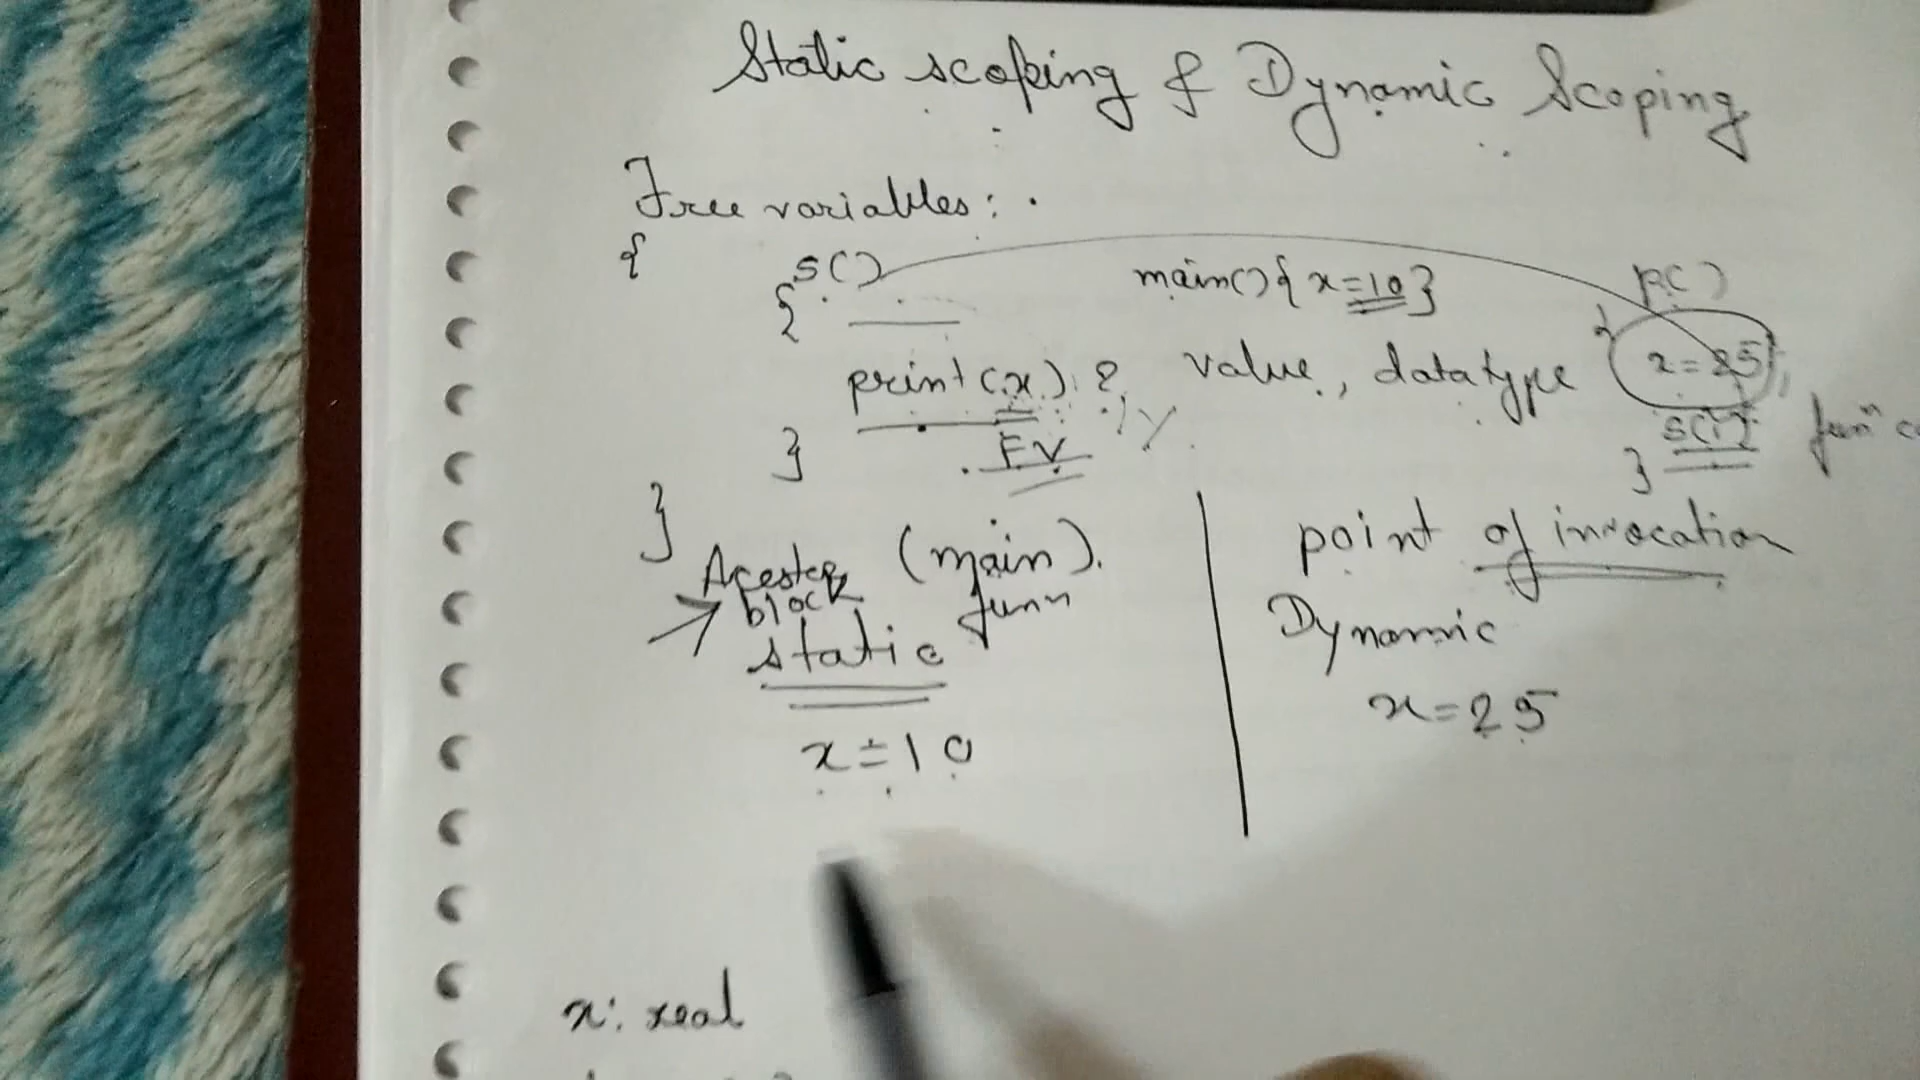 Static scoping & Dynamic Scoping
Free variables:
{
S()
main(){x=10}
R()
{
{
x=25;
print(x);? value, datatype
FV
S();
fun^n
}
}
}
Acestor (main).
block funn
static
x=10
point of invocation
Dynamic
x=25
x: real